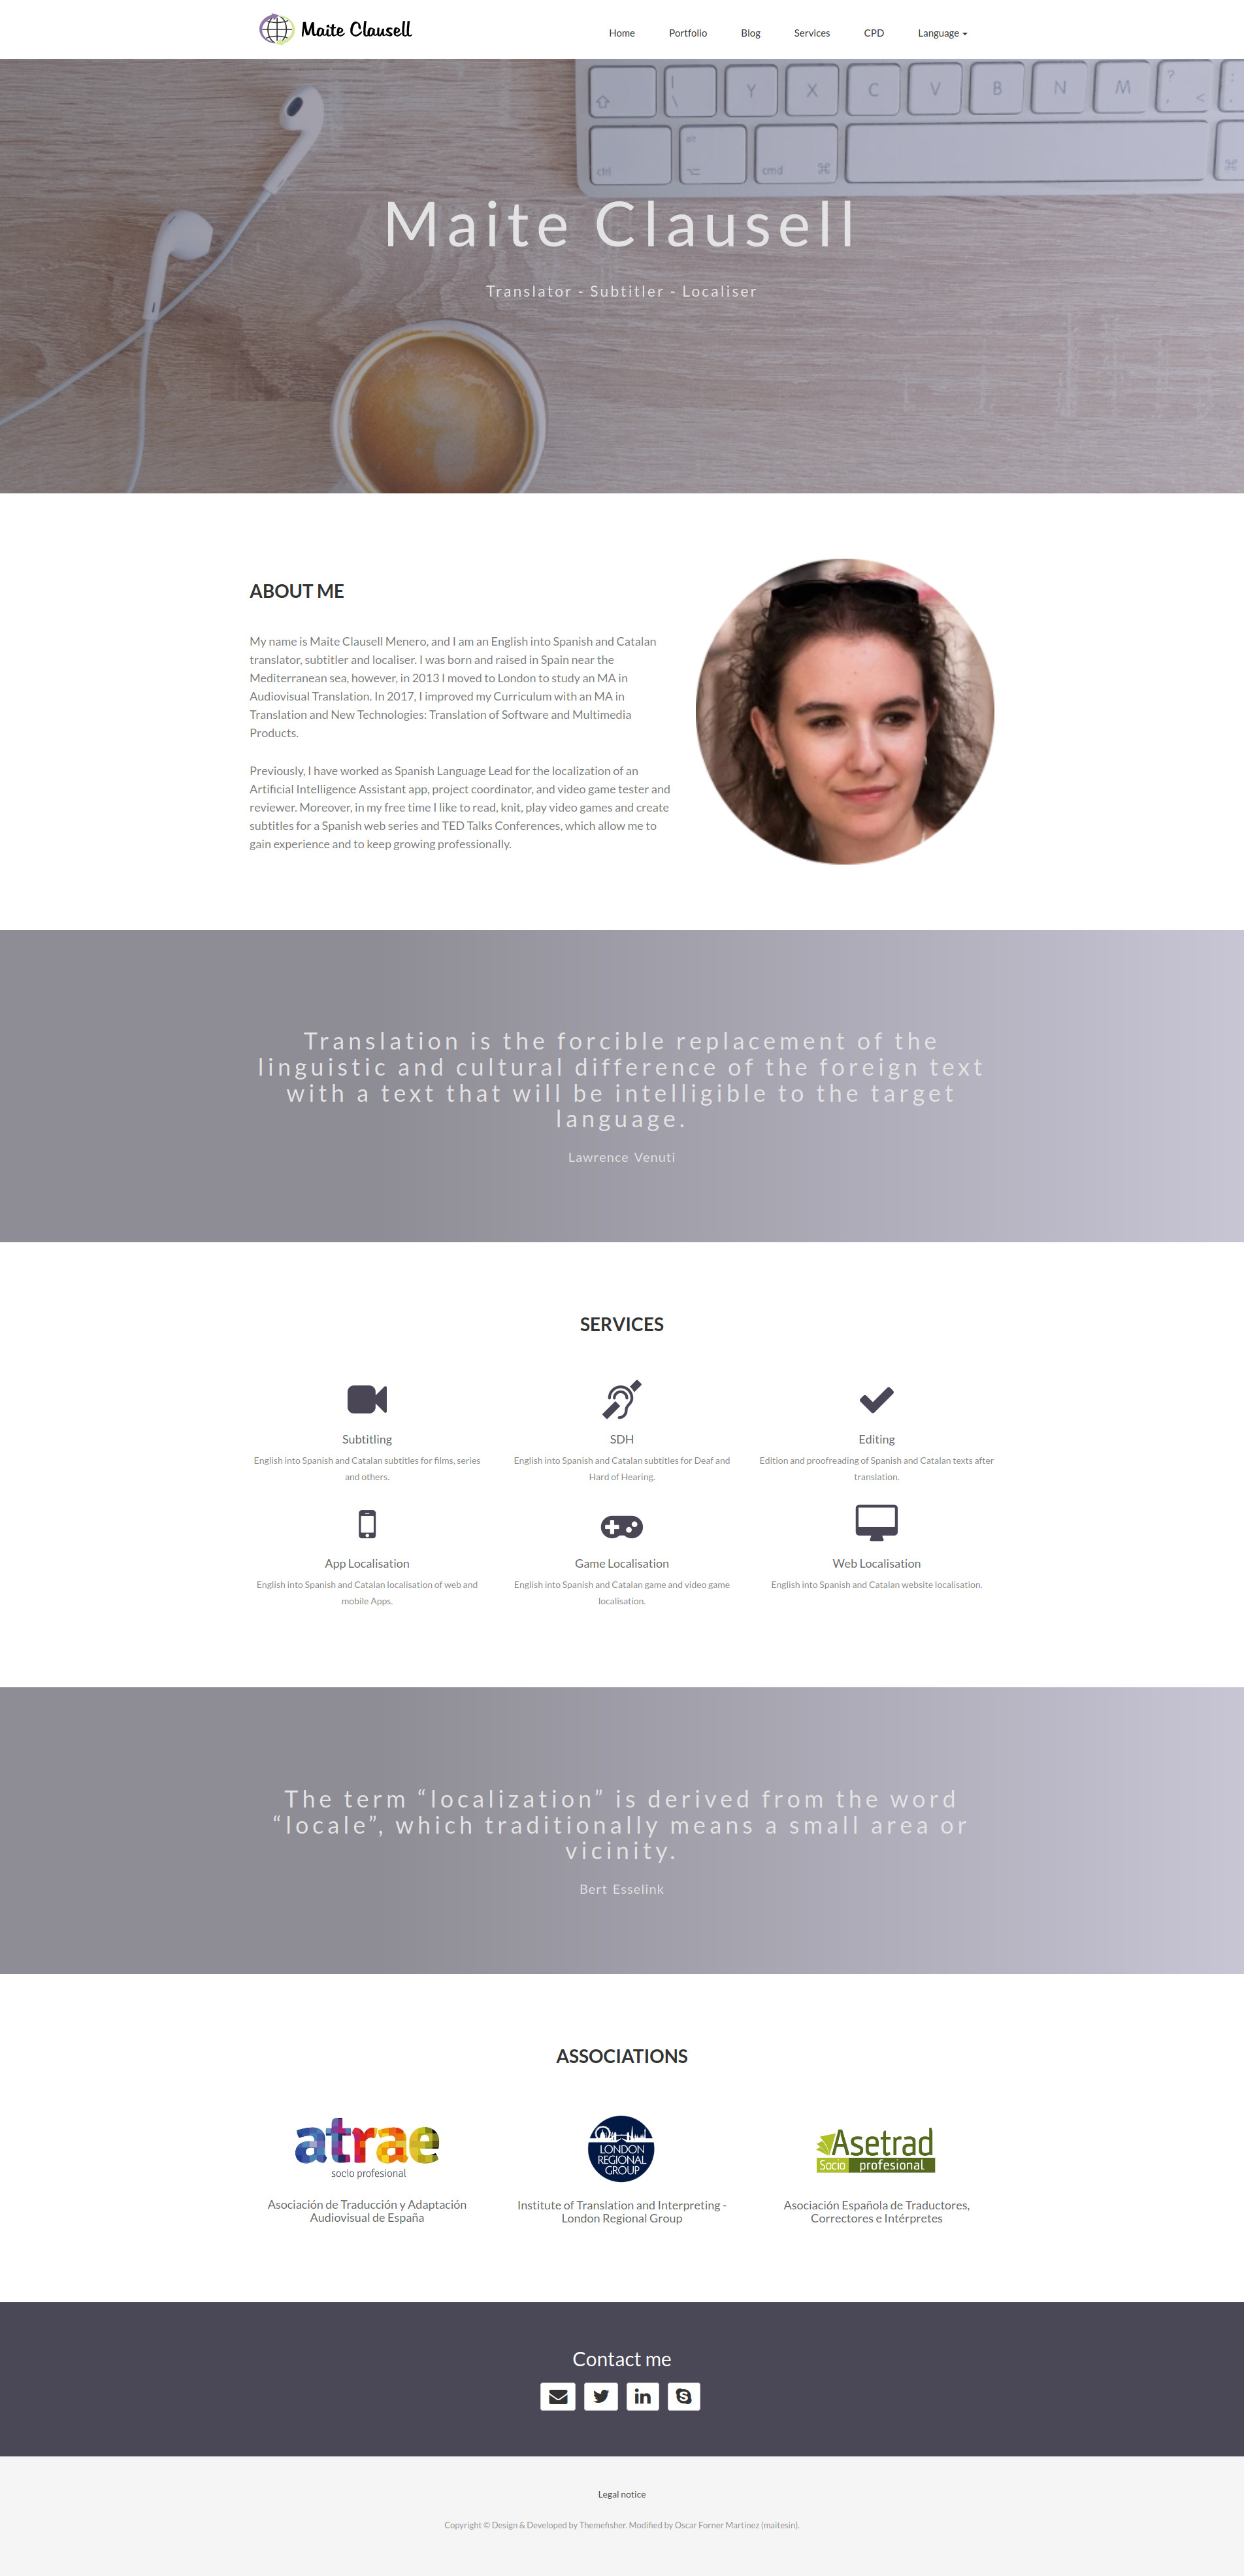 Maite Clausell
Home Portfolio Blog Services CPD Language
Y X C V B N M ? <
ctrl alt cmd
Maite Clausell
Translator - Subtitler - Localiser
ABOUT ME
My name is Maite Clausell Menero, and I am an English into Spanish and Catalan
translator, subtitler and localiser. I was born and raised in Spain near the
Mediterranean sea, however, in 2013 I moved to London to study an MA in
Audiovisual Translation. In 2017, I improved my Curriculum with an MA in
Translation and New Technologies: Translation of Software and Multimedia
Products.
Previously, I have worked as Spanish Language Lead for the localization of an
Artificial Intelligence Assistant app, project coordinator, and video game tester and
reviewer. Moreover, in my free time I like to read, knit, play video games and create
subtitles for a Spanish web series and TED Talks Conferences, which allow me to
gain experience and to keep growing professionally.
Translation is the forcible replacement of the
linguistic and cultural difference of the foreign text
with a text that will be intelligible to the target
language.
Lawrence Venuti
SERVICES
Subtitling
English into Spanish and Catalan subtitles for films, series
and others.
SDH
English into Spanish and Catalan subtitles for Deaf and
Hard of Hearing.
Editing
Edition and proofreading of Spanish and Catalan texts after
translation.
App Localisation
English into Spanish and Catalan localisation of web and
mobile Apps.
Game Localisation
English into Spanish and Catalan game and video game
localisation.
Web Localisation
English into Spanish and Catalan website localisation.
The term “localization” is derived from the word
“locale”, which traditionally means a small area or
vicinity.
Bert Esselink
ASSOCIATIONS
atrae
socio profesional
Asociación de Traducción y Adaptación
Audiovisual de España
LONDON
REGIONAL
GROUP
Institute of Translation and Interpreting -
London Regional Group
Asetrad
Socio profesional
Asociación Española de Traductores,
Correctores e Intérpretes
Contact me
Legal notice
Copyright © Design & Developed by Themefisher. Modified by Oscar Forner Martinez (maitesin).